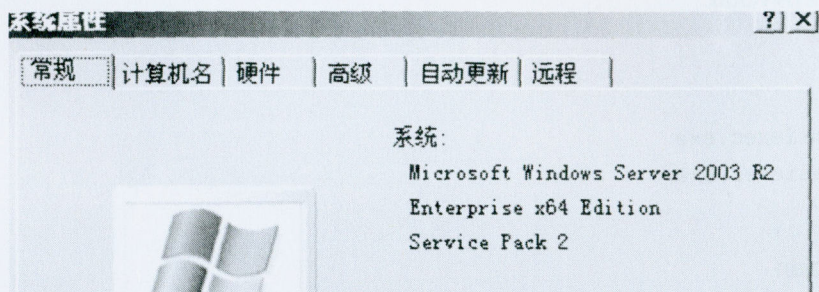 系统属性
常规 计算机名 硬件 高级 自动更新 远程
系统:
Microsoft Windows Server 2003 R2
Enterprise x64 Edition
Service Pack 2